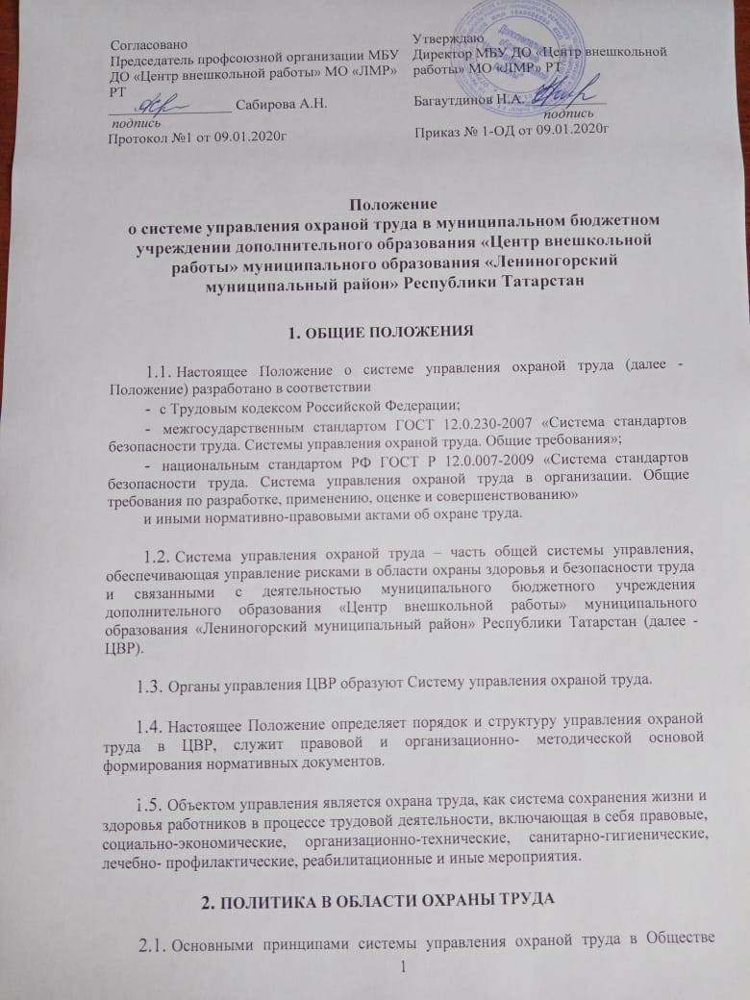 Согласовано
Председатель профсоюзной организации МБУ
ДО «Центр внешкольной работы» МО «ЛМР»
РТ
Сабирова А.Н.
подпись
Протокол №1 от 09.01.2020г
Утверждаю
Директор МБУ ДО «Центр внешкольной
работы» МО «ЛМР» РТ
Багаутдинов Н.А.
подпись
Приказ № 1-ОД от 09.01.2020г
Положение
о системе управления охраной труда в муниципальном бюджетном
учреждении дополнительного образования «Центр внешкольной
работы» муниципального образования «Лениногорский
муниципальный район» Республики Татарстан
1. ОБЩИЕ ПОЛОЖЕНИЯ
1.1. Настоящее Положение о системе управления охраной труда (далее -
Положение) разработано в соответствии
- с Трудовым кодексом Российской Федерации;
- межгосударственным стандартом ГОСТ 12.0.230-2007 «Система стандартов
безопасности труда. Системы управления охраной труда. Общие требования»;
- национальным стандартом РФ ГОСТ Р 12.0.007-2009 «Система стандартов
безопасности труда. Система управления охраной труда в организации. Общие
требования по разработке, применению, оценке и совершенствованию»
и иными нормативно-правовыми актами об охране труда.
1.2. Система управления охраной труда – часть общей системы управления,
обеспечивающая управление рисками в области охраны здоровья и безопасности труда
и связанными с деятельностью муниципального бюджетного учреждения
дополнительного образования «Центр внешкольной работы» муниципального
образования «Лениногорский муниципальный район» Республики Татарстан (далее -
ЦВР).
1.3. Органы управления ЦВР образуют Систему управления охраной труда.
1.4. Настоящее Положение определяет порядок и структуру управления охраной
труда в ЦВР, служит правовой и организационно- методической основой
формирования нормативных документов.
1.5. Объектом управления является охрана труда, как система сохранения жизни и
здоровья работников в процессе трудовой деятельности, включающая в себя правовые,
социально-экономические, организационно-технические, санитарно-гигиенические,
лечебно- профилактические, реабилитационные и иные мероприятия.
2. ПОЛИТИКА В ОБЛАСТИ ОХРАНЫ ТРУДА
2.1. Основными принципами системы управления охраной труда в Обществе
1